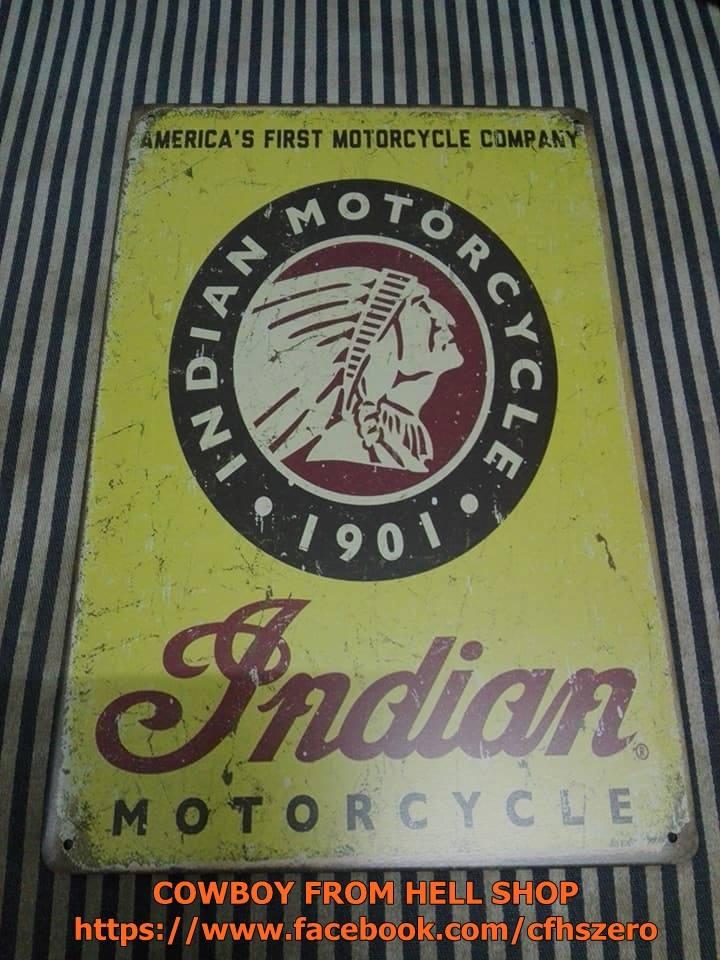 AMERICA'S FIRST MOTORCYCLE COMPANY
INDIAN MOTORCYCLE
• 1901 •
Indian®
MOTORCYCLE
COWBOY FROM HELL SHOP
https://www.facebook.com/cfhszero